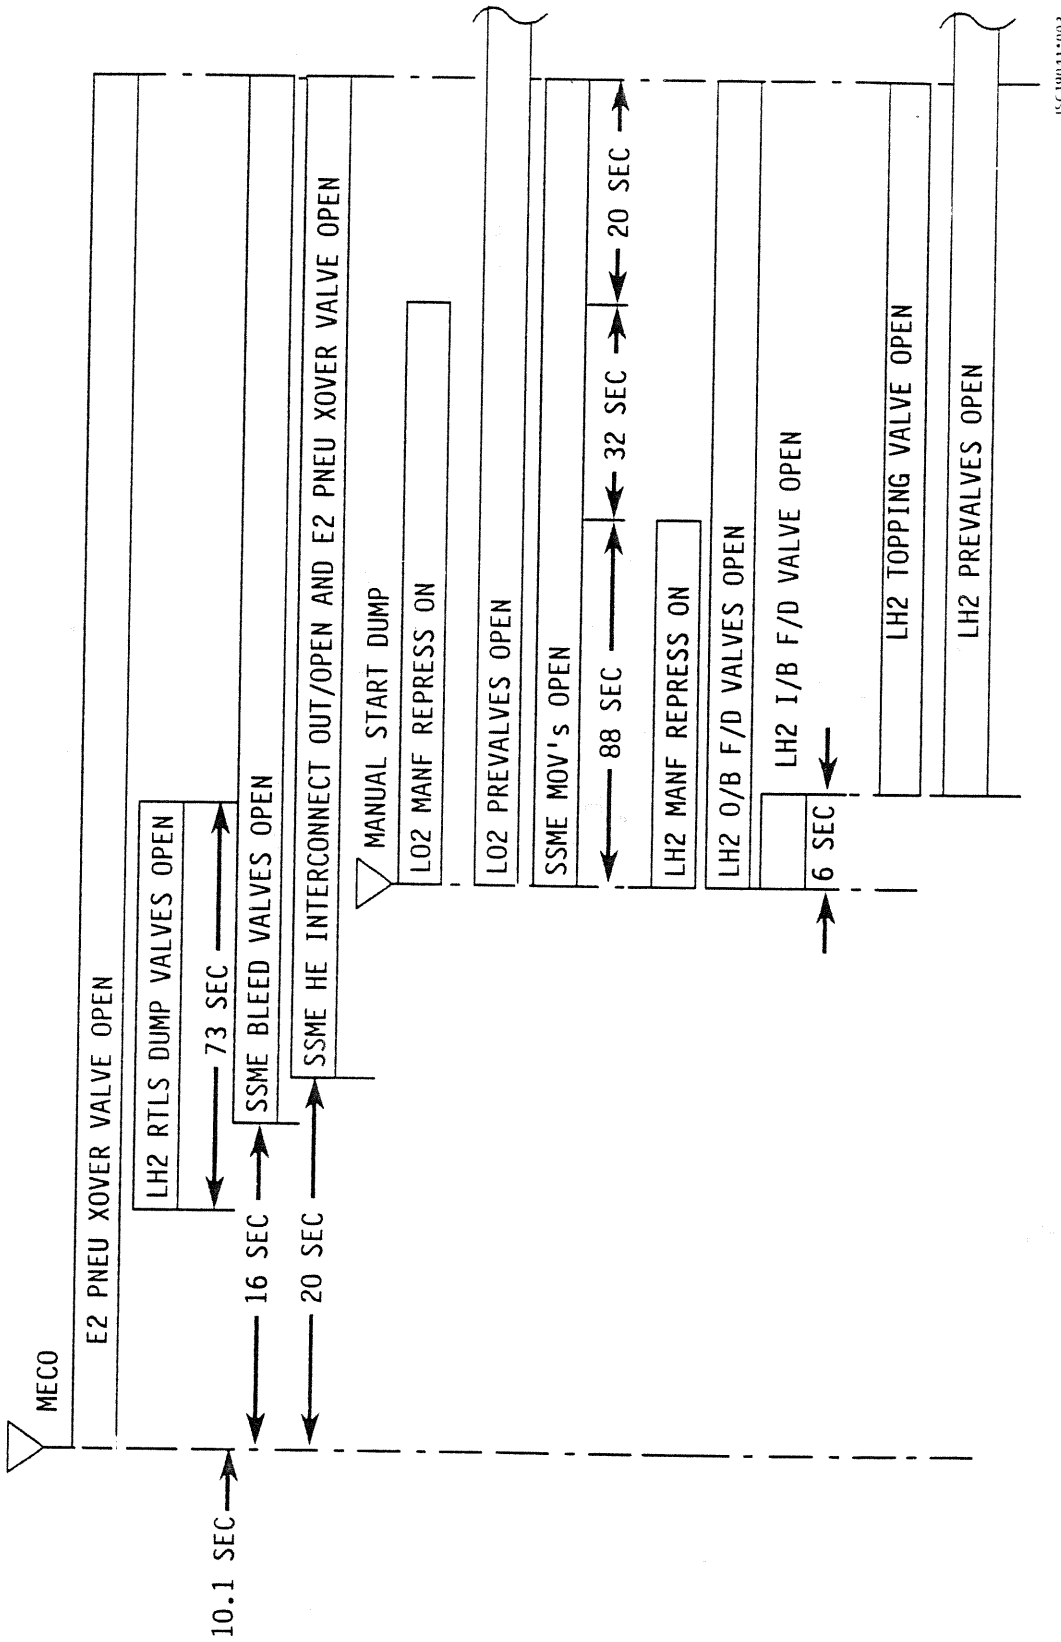 MECO
E2 PNEU XOVER VALVE OPEN
10.1 SEC
LH2 RTLS DUMP VALVES OPEN
73 SEC
16 SEC
SSME BLEED VALVES OPEN
20 SEC
SSME HE INTERCONNECT OUT/OPEN AND E2 PNEU XOVER VALVE OPEN
MANUAL START DUMP
LO2 MANF REPRESS ON
LO2 PREVALVES OPEN
SSME MOV's OPEN
88 SEC
32 SEC
20 SEC
LH2 MANF REPRESS ON
LH2 O/B F/D VALVES OPEN
LH2 I/B F/D VALVE OPEN
6 SEC
LH2 TOPPING VALVE OPEN
LH2 PREVALVES OPEN